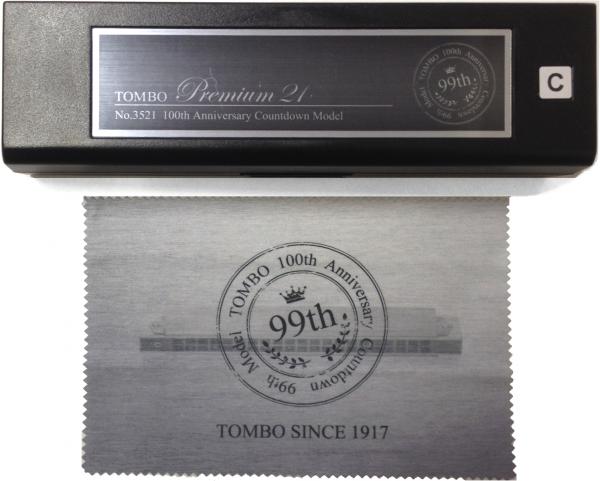 TOMBO Premium 21
No.3521 100th Anniversary Countdown Model
TOMBO 100th Anniversary Countdown 99th Model
99th
C
TOMBO 100th Anniversary Countdown 99th Model
99th
TOMBO SINCE 1917